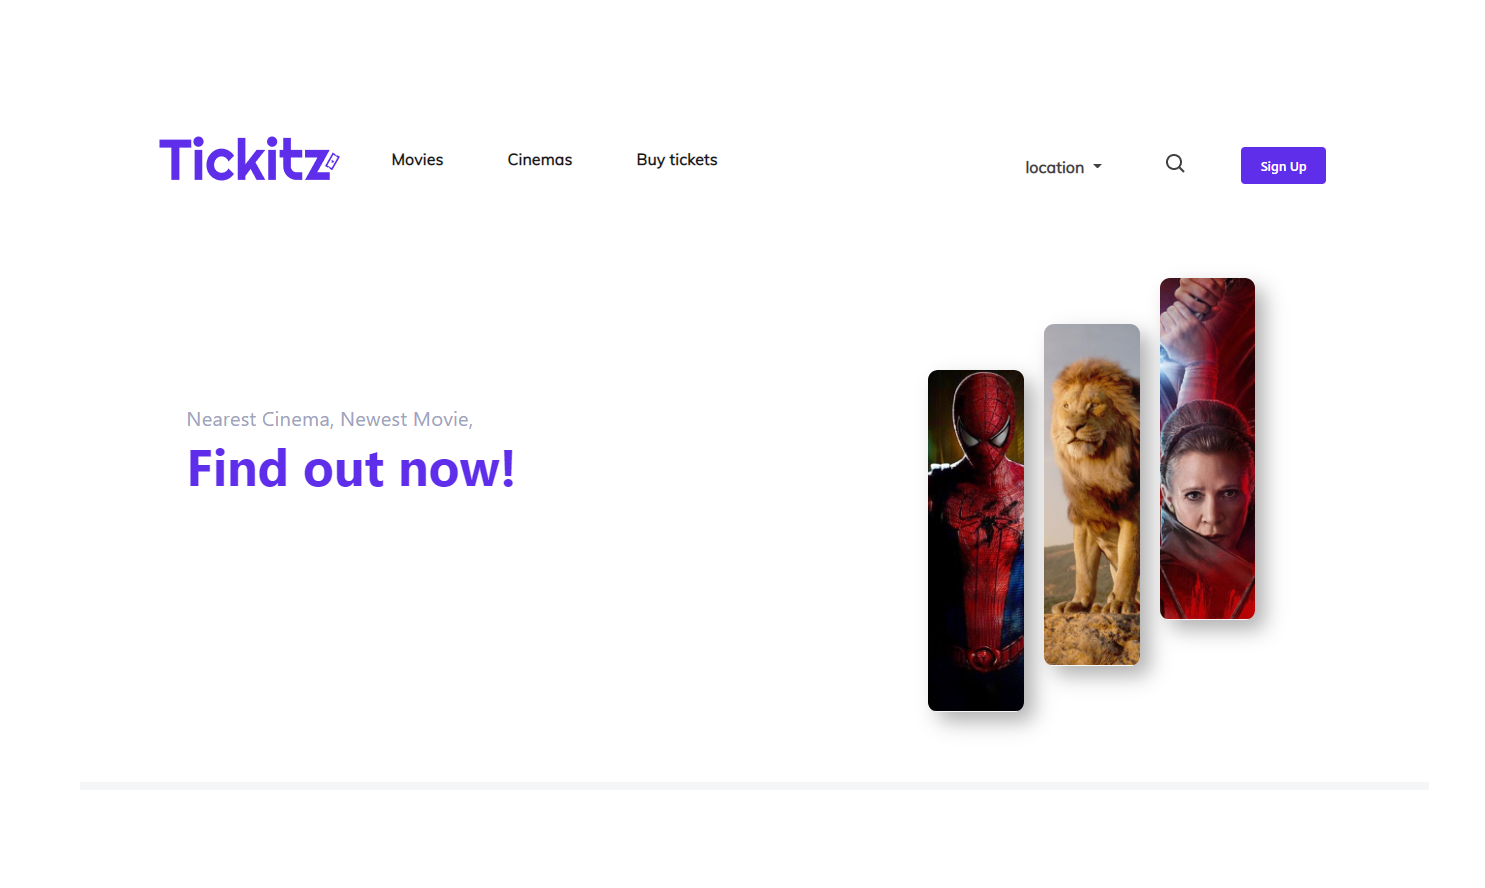 Tickitz
Movies
Cinemas
Buy tickets
location
Sign Up
Nearest Cinema, Newest Movie,
Find out now!